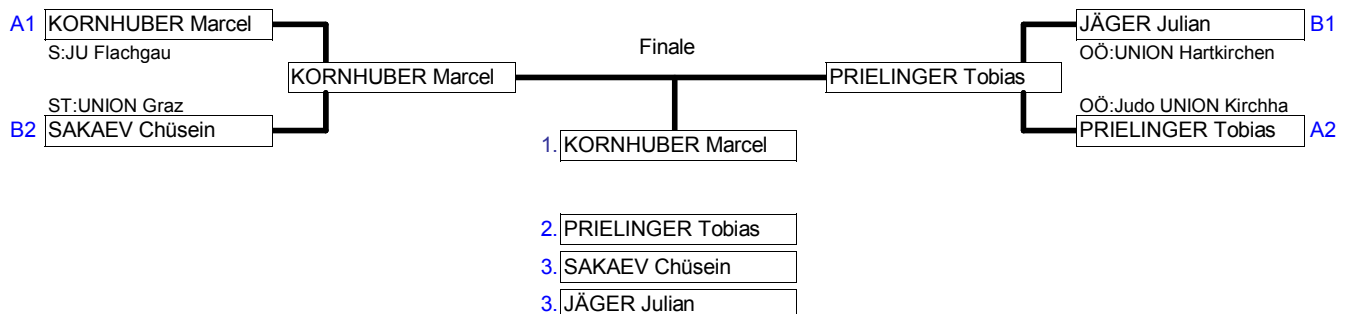 A1 KORNHUBER Marcel
S:JU Flachgau
ST:UNION Graz
B2 SAKAEV Chüsein
KORNHUBER Marcel
Finale
PRIELINGER Tobias
JÄGER Julian B1
OÖ:UNION Hartkirchen
OÖ:Judo UNION Kirchha
PRIELINGER Tobias A2
1. KORNHUBER Marcel
2. PRIELINGER Tobias
3. SAKAEV Chüsein
3. JÄGER Julian